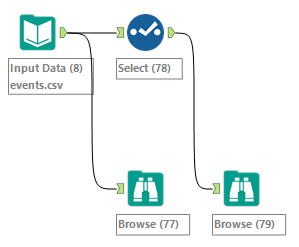 Input Data (8)
events.csv
Select (78)
Browse (77)
Browse (79)